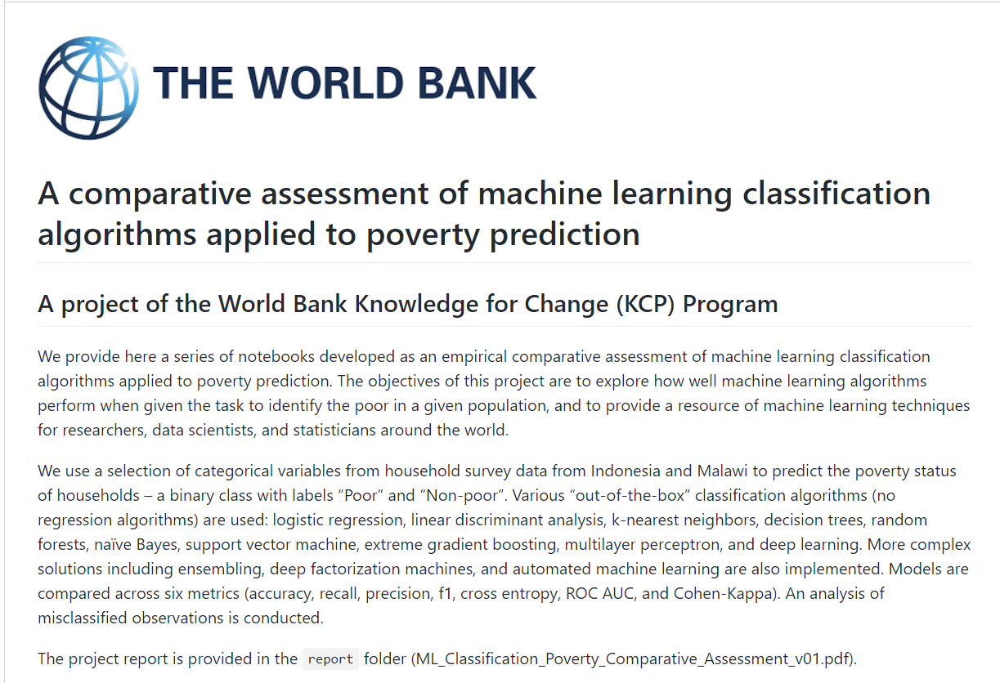 THE WORLD BANK
A comparative assessment of machine learning classification
algorithms applied to poverty prediction
A project of the World Bank Knowledge for Change (KCP) Program
We provide here a series of notebooks developed as an empirical comparative assessment of machine learning classification
algorithms applied to poverty prediction. The objectives of this project are to explore how well machine learning algorithms
perform when given the task to identify the poor in a given population, and to provide a resource of machine learning techniques
for researchers, data scientists, and statisticians around the world.
We use a selection of categorical variables from household survey data from Indonesia and Malawi to predict the poverty status
of households – a binary class with labels “Poor” and “Non-poor”. Various “out-of-the-box” classification algorithms (no
regression algorithms) are used: logistic regression, linear discriminant analysis, k-nearest neighbors, decision trees, random
forests, naïve Bayes, support vector machine, extreme gradient boosting, multilayer perceptron, and deep learning. More complex
solutions including ensembling, deep factorization machines, and automated machine learning are also implemented. Models are
compared across six metrics (accuracy, recall, precision, f1, cross entropy, ROC AUC, and Cohen-Kappa). An analysis of
misclassified observations is conducted.
The project report is provided in the report folder (ML_Classification_Poverty_Comparative_Assessment_v01.pdf).